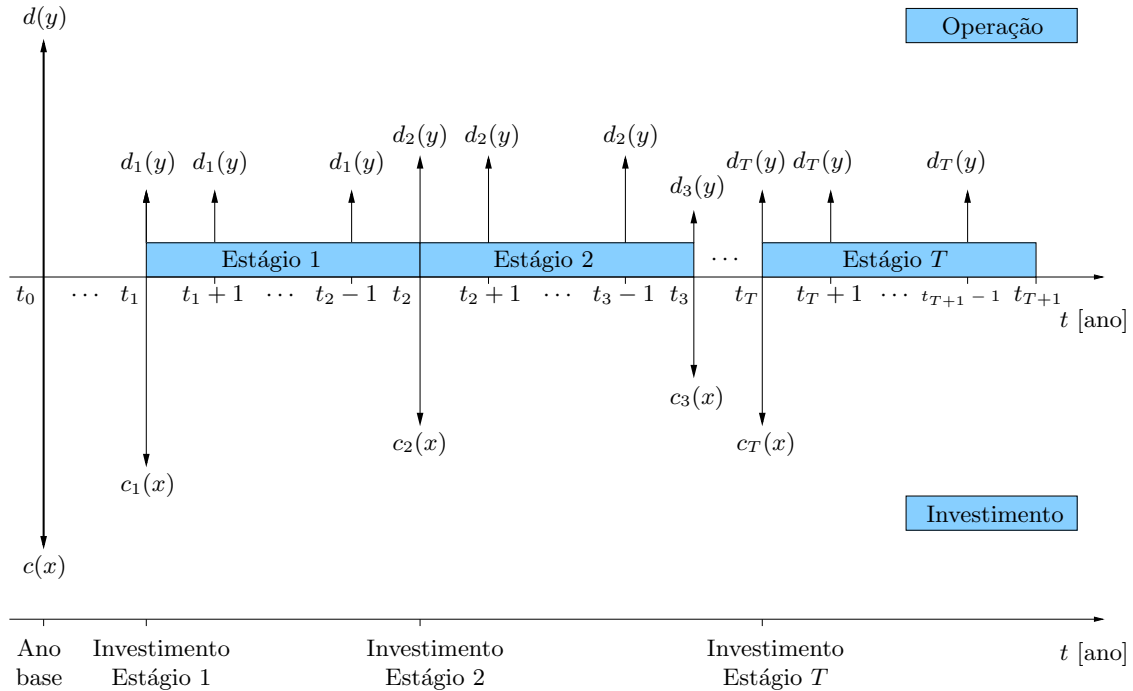 d(y)
Operação
d_2(y) d_2(y) d_2(y)
d_1(y) d_1(y) d_1(y) d_T(y) d_T(y) d_T(y)
d_3(y)
Estágio 1 Estágio 2 ⋯ Estágio T
t_0 ⋯ t_1 t_1 + 1 ⋯ t_2 − 1 t_2 t_2 + 1 ⋯ t_3 − 1 t_3 t_T t_T + 1 ⋯ t_{T+1} − 1 t_{T+1}
t [ano]
c_3(x)
c_2(x) c_T(x)
c_1(x)
Investimento
c(x)
Ano Investimento Investimento Investimento t [ano]
base Estágio 1 Estágio 2 Estágio T